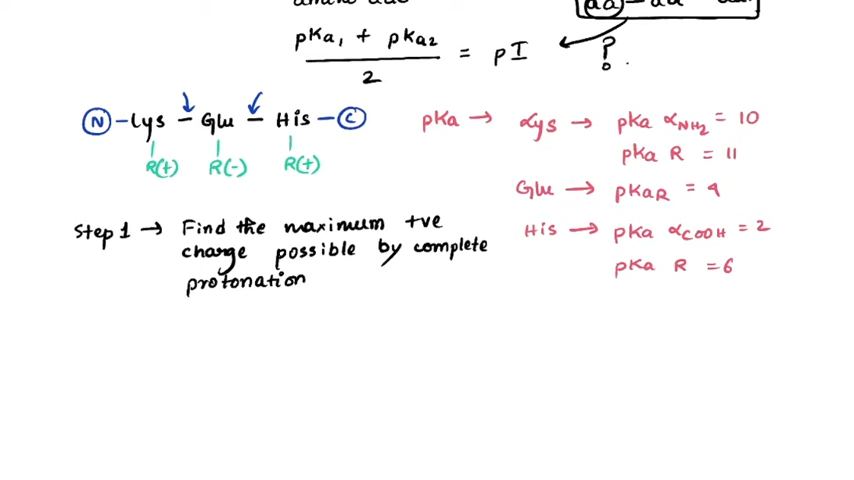 pKa₁ + pKa₂
= pI
2
?
N – Lys – Glu – His – C
R(+) R(-) R(+)
pKa → Lys → pKa αNH₂ = 10
pKa R = 11
Glu → pKaR = 4
His → pKa αCOOH = 2
pKa R = 6
Step 1 → Find the maximum +ve
charge possible by complete
protonation